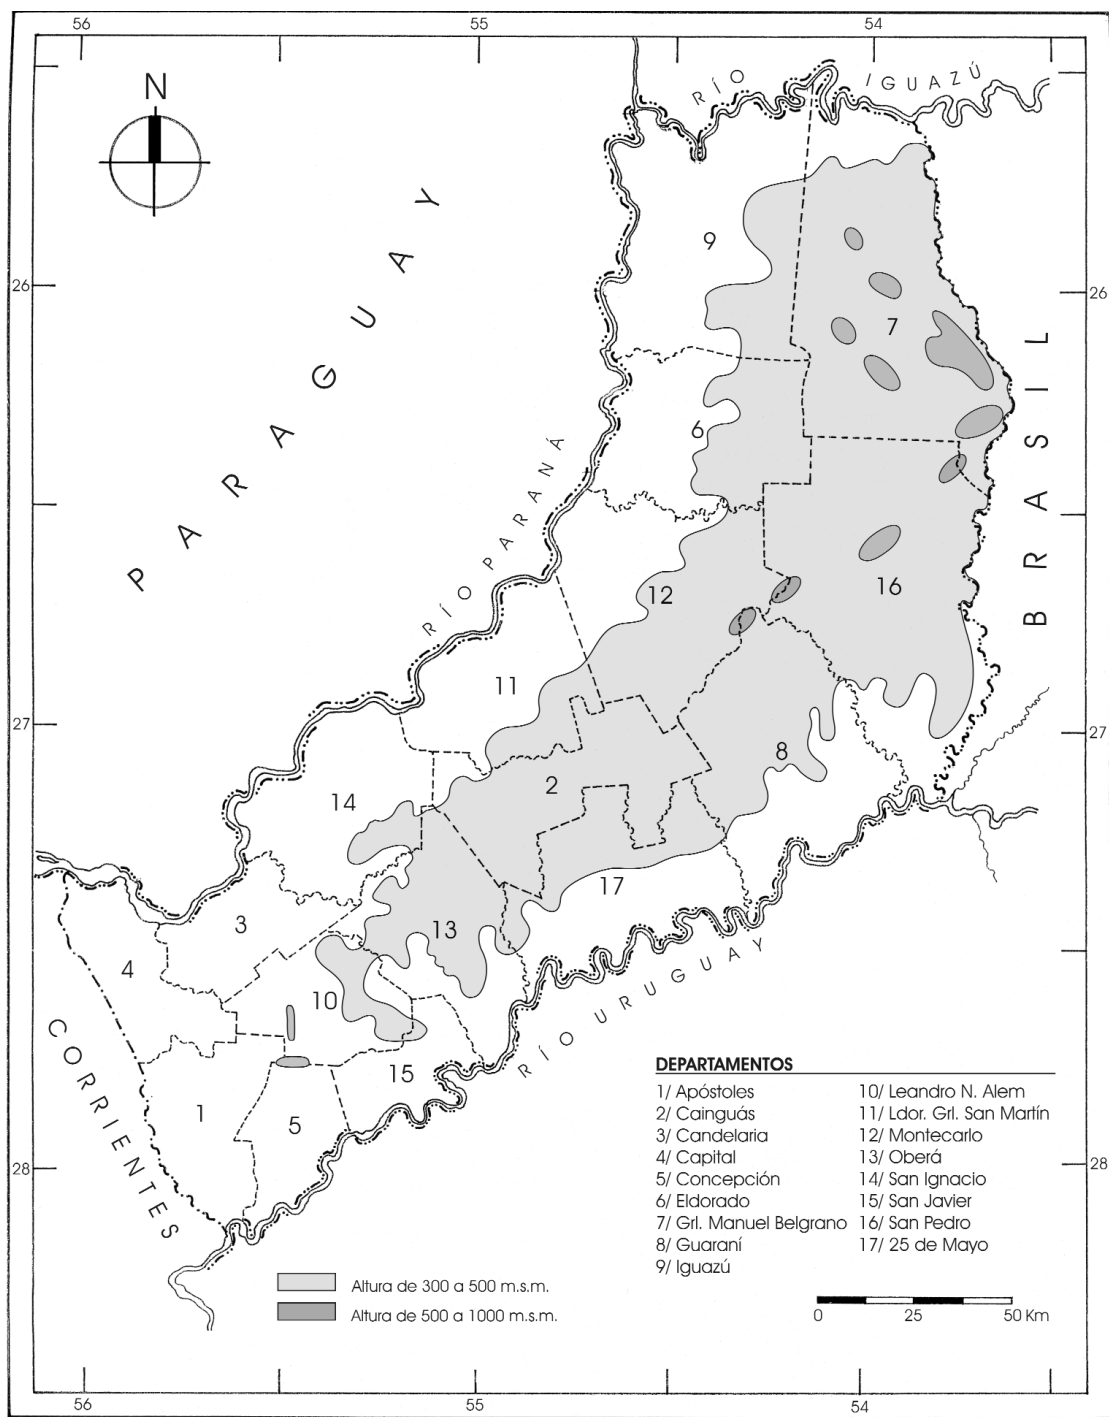 56 55 54
N
RÍO IGUAZÚ
PARAGUAY
9
26 26
7
BRASIL
6
RÍO PARANÁ
16
12
11
27 27
8
2
14
17
3
13
4
10
RÍO URUGUAY
CORRIENTES
15
1
5
28 28
DEPARTAMENTOS
1/ Apóstoles
2/ Cainguás
3/ Candelaria
4/ Capital
5/ Concepción
6/ Eldorado
7/ Grl. Manuel Belgrano
8/ Guaraní
9/ Iguazú
10/ Leandro N. Alem
11/ Ldor. Grl. San Martín
12/ Montecarlo
13/ Oberá
14/ San Ignacio
15/ San Javier
16/ San Pedro
17/ 25 de Mayo
Altura de 300 a 500 m.s.m.
Altura de 500 a 1000 m.s.m.
0 25 50 Km
56 55 54